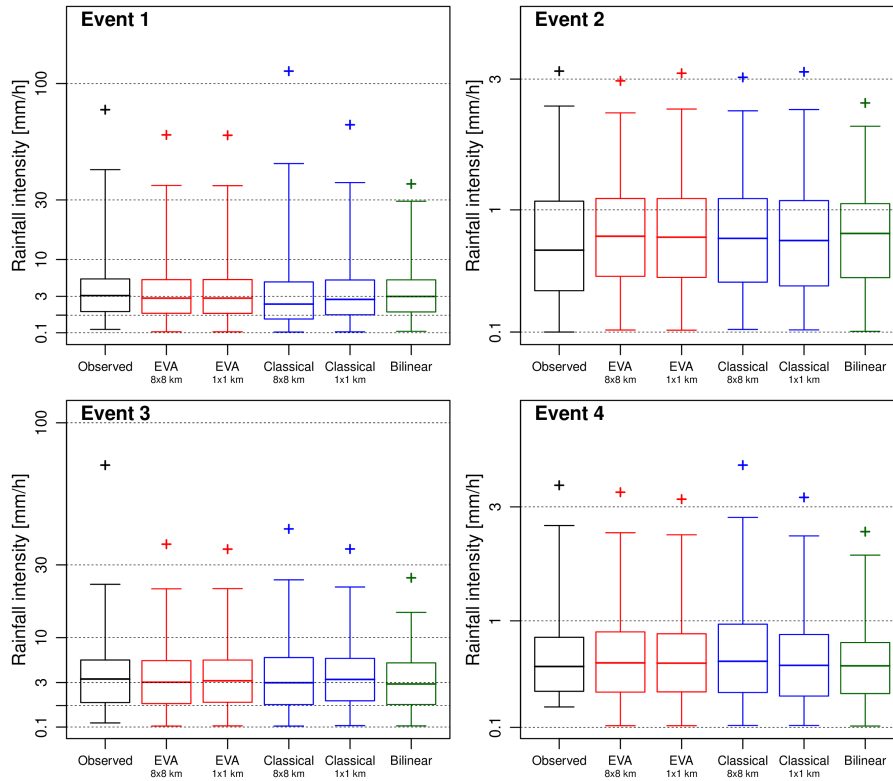 Event 1
Rainfall intensity [mm/h]
100
30
10
3
0.1
Observed EVA EVA Classical Classical Bilinear
8x8 km 1x1 km 8x8 km 1x1 km
Event 2
Rainfall intensity [mm/h]
3
1
0.1
Observed EVA EVA Classical Classical Bilinear
8x8 km 1x1 km 8x8 km 1x1 km
Event 3
Rainfall intensity [mm/h]
100
30
10
3
0.1
Observed EVA EVA Classical Classical Bilinear
8x8 km 1x1 km 8x8 km 1x1 km
Event 4
Rainfall intensity [mm/h]
3
1
0.1
Observed EVA EVA Classical Classical Bilinear
8x8 km 1x1 km 8x8 km 1x1 km